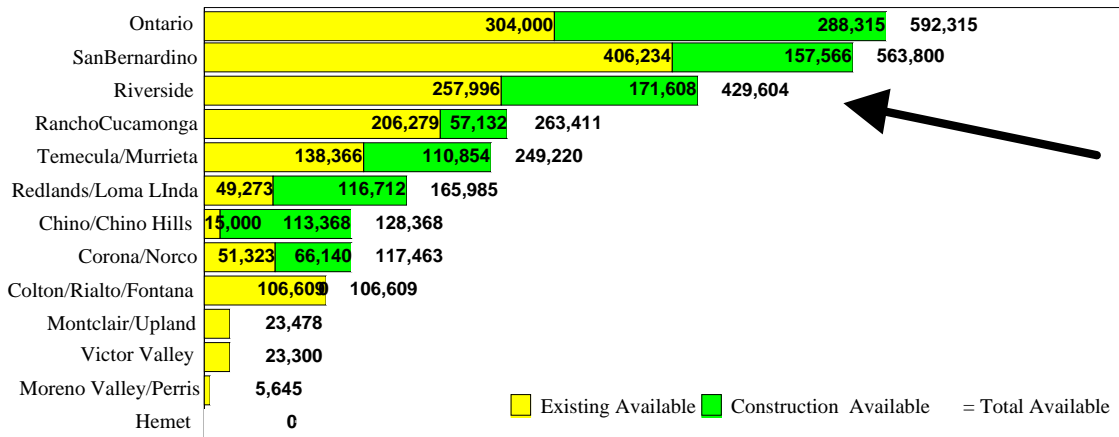 Ontario 304,000 288,315 592,315
SanBernardino 406,234 157,566 563,800
Riverside 257,996 171,608 429,604
RanchoCucamonga 206,279 57,132 263,411
Temecula/Murrieta 138,366 110,854 249,220
Redlands/Loma LInda 49,273 116,712 165,985
Chino/Chino Hills 15,000 113,368 128,368
Corona/Norco 51,323 66,140 117,463
Colton/Rialto/Fontana 106,609 0 106,609
Montclair/Upland 23,478
Victor Valley 23,300
Moreno Valley/Perris 5,645
Existing Available Construction Available = Total Available
Hemet 0